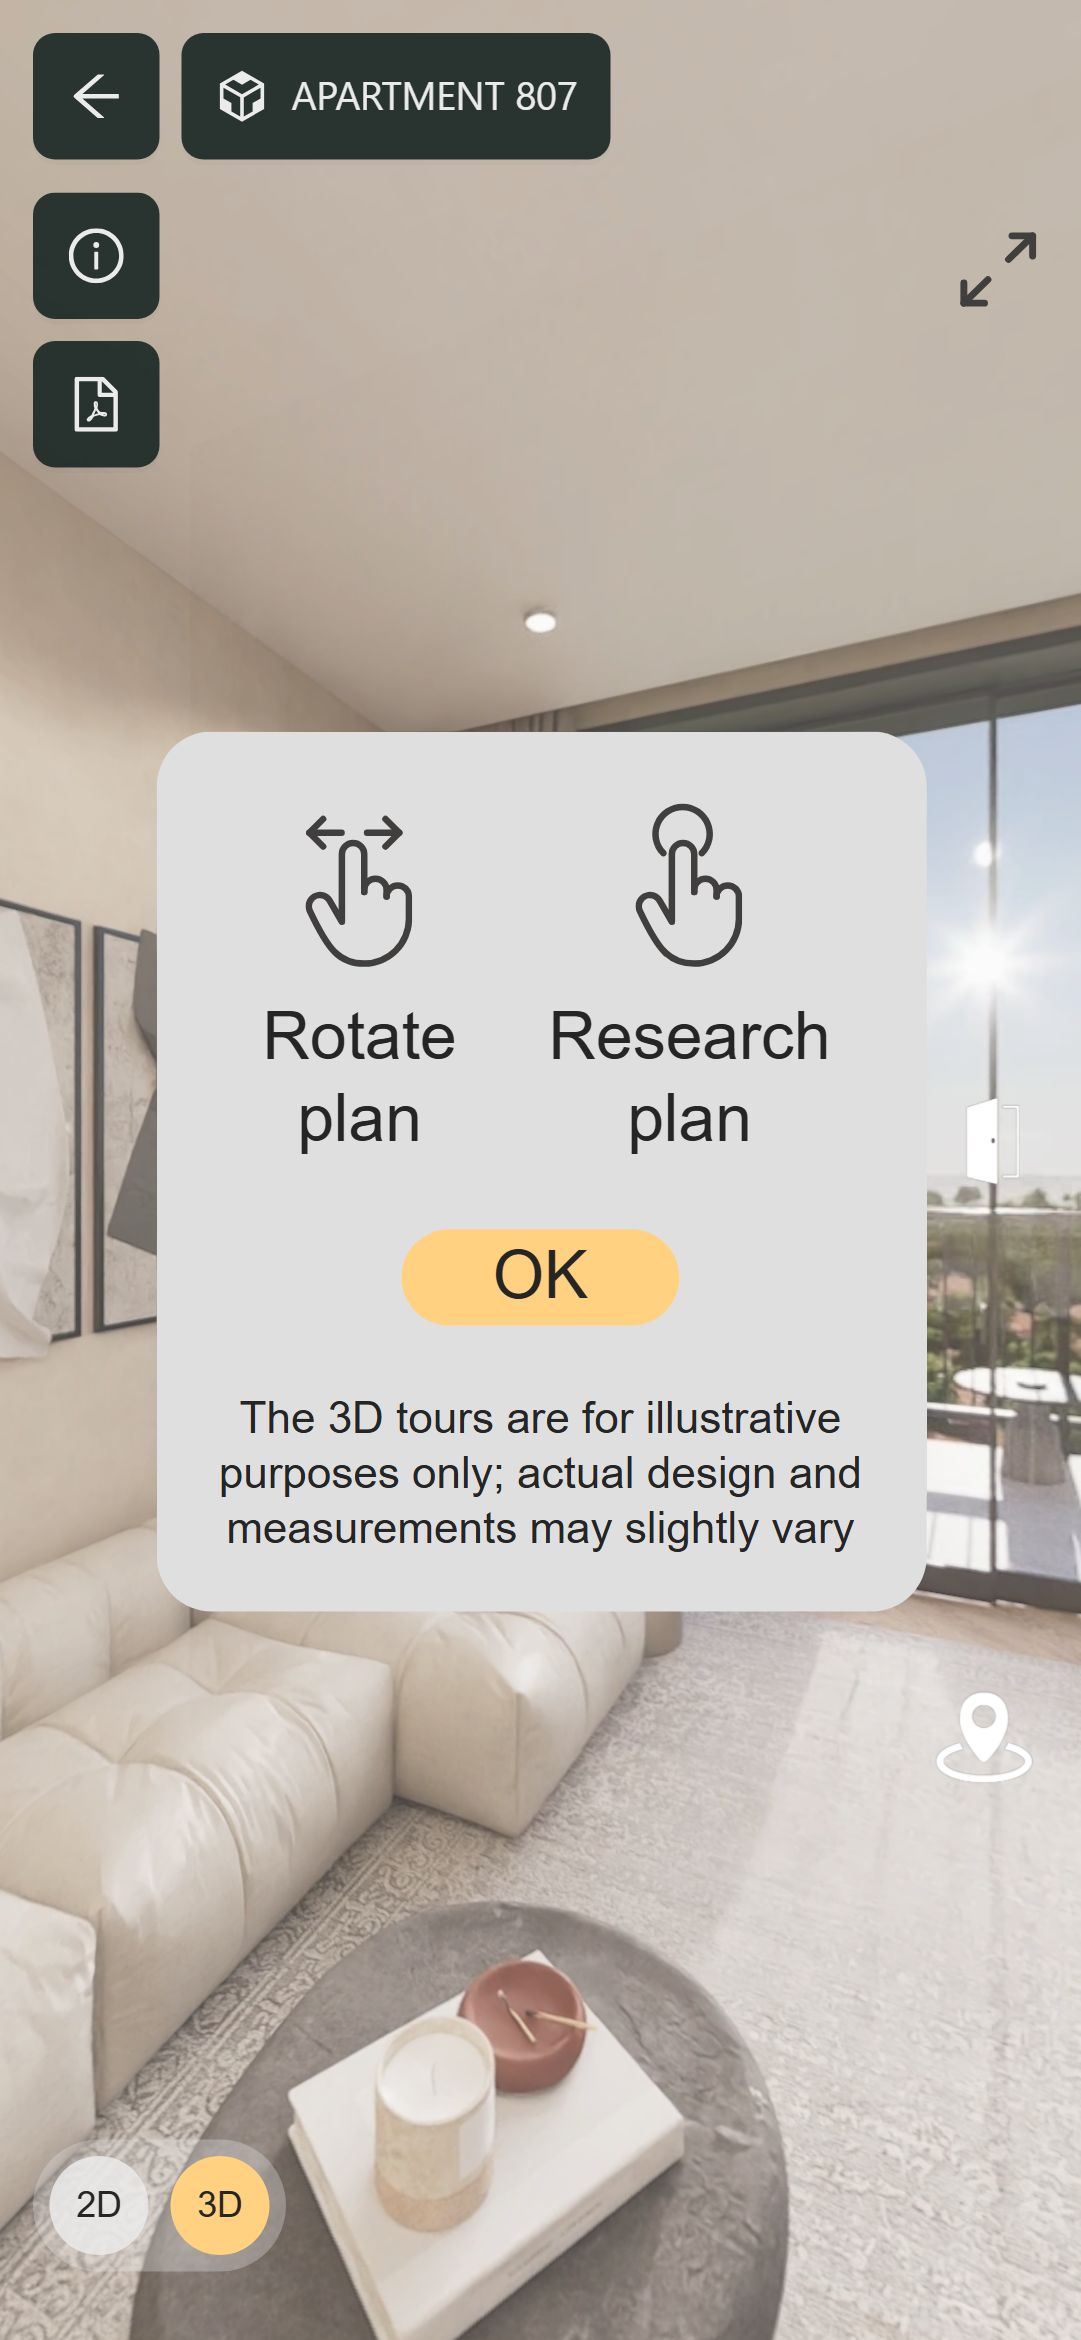 APARTMENT 807
Rotate
plan
Research
plan
OK
The 3D tours are for illustrative
purposes only; actual design and
measurements may slightly vary
2D
3D